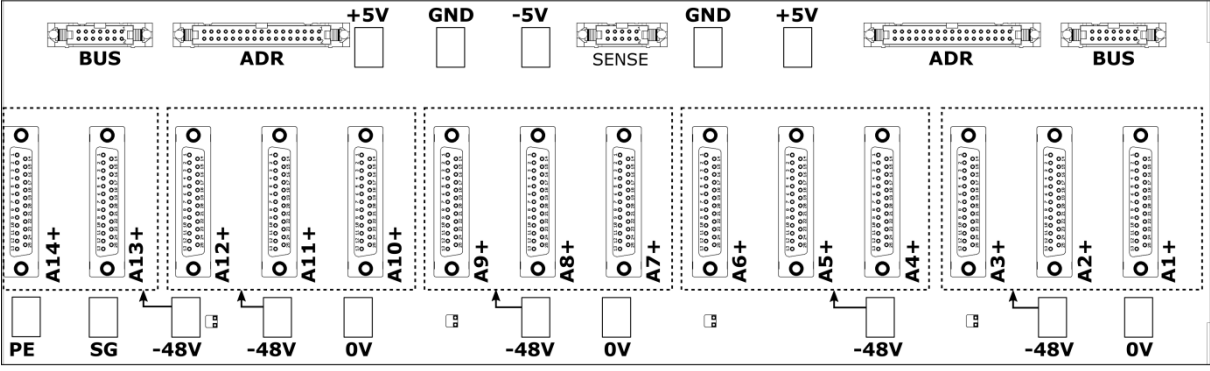 +5V GND -5V GND +5V
BUS ADR SENSE ADR BUS
A14+ A13+ A12+ A11+ A10+ A9+ A8+ A7+ A6+ A5+ A4+ A3+ A2+ A1+
PE SG -48V -48V 0V -48V 0V -48V -48V 0V